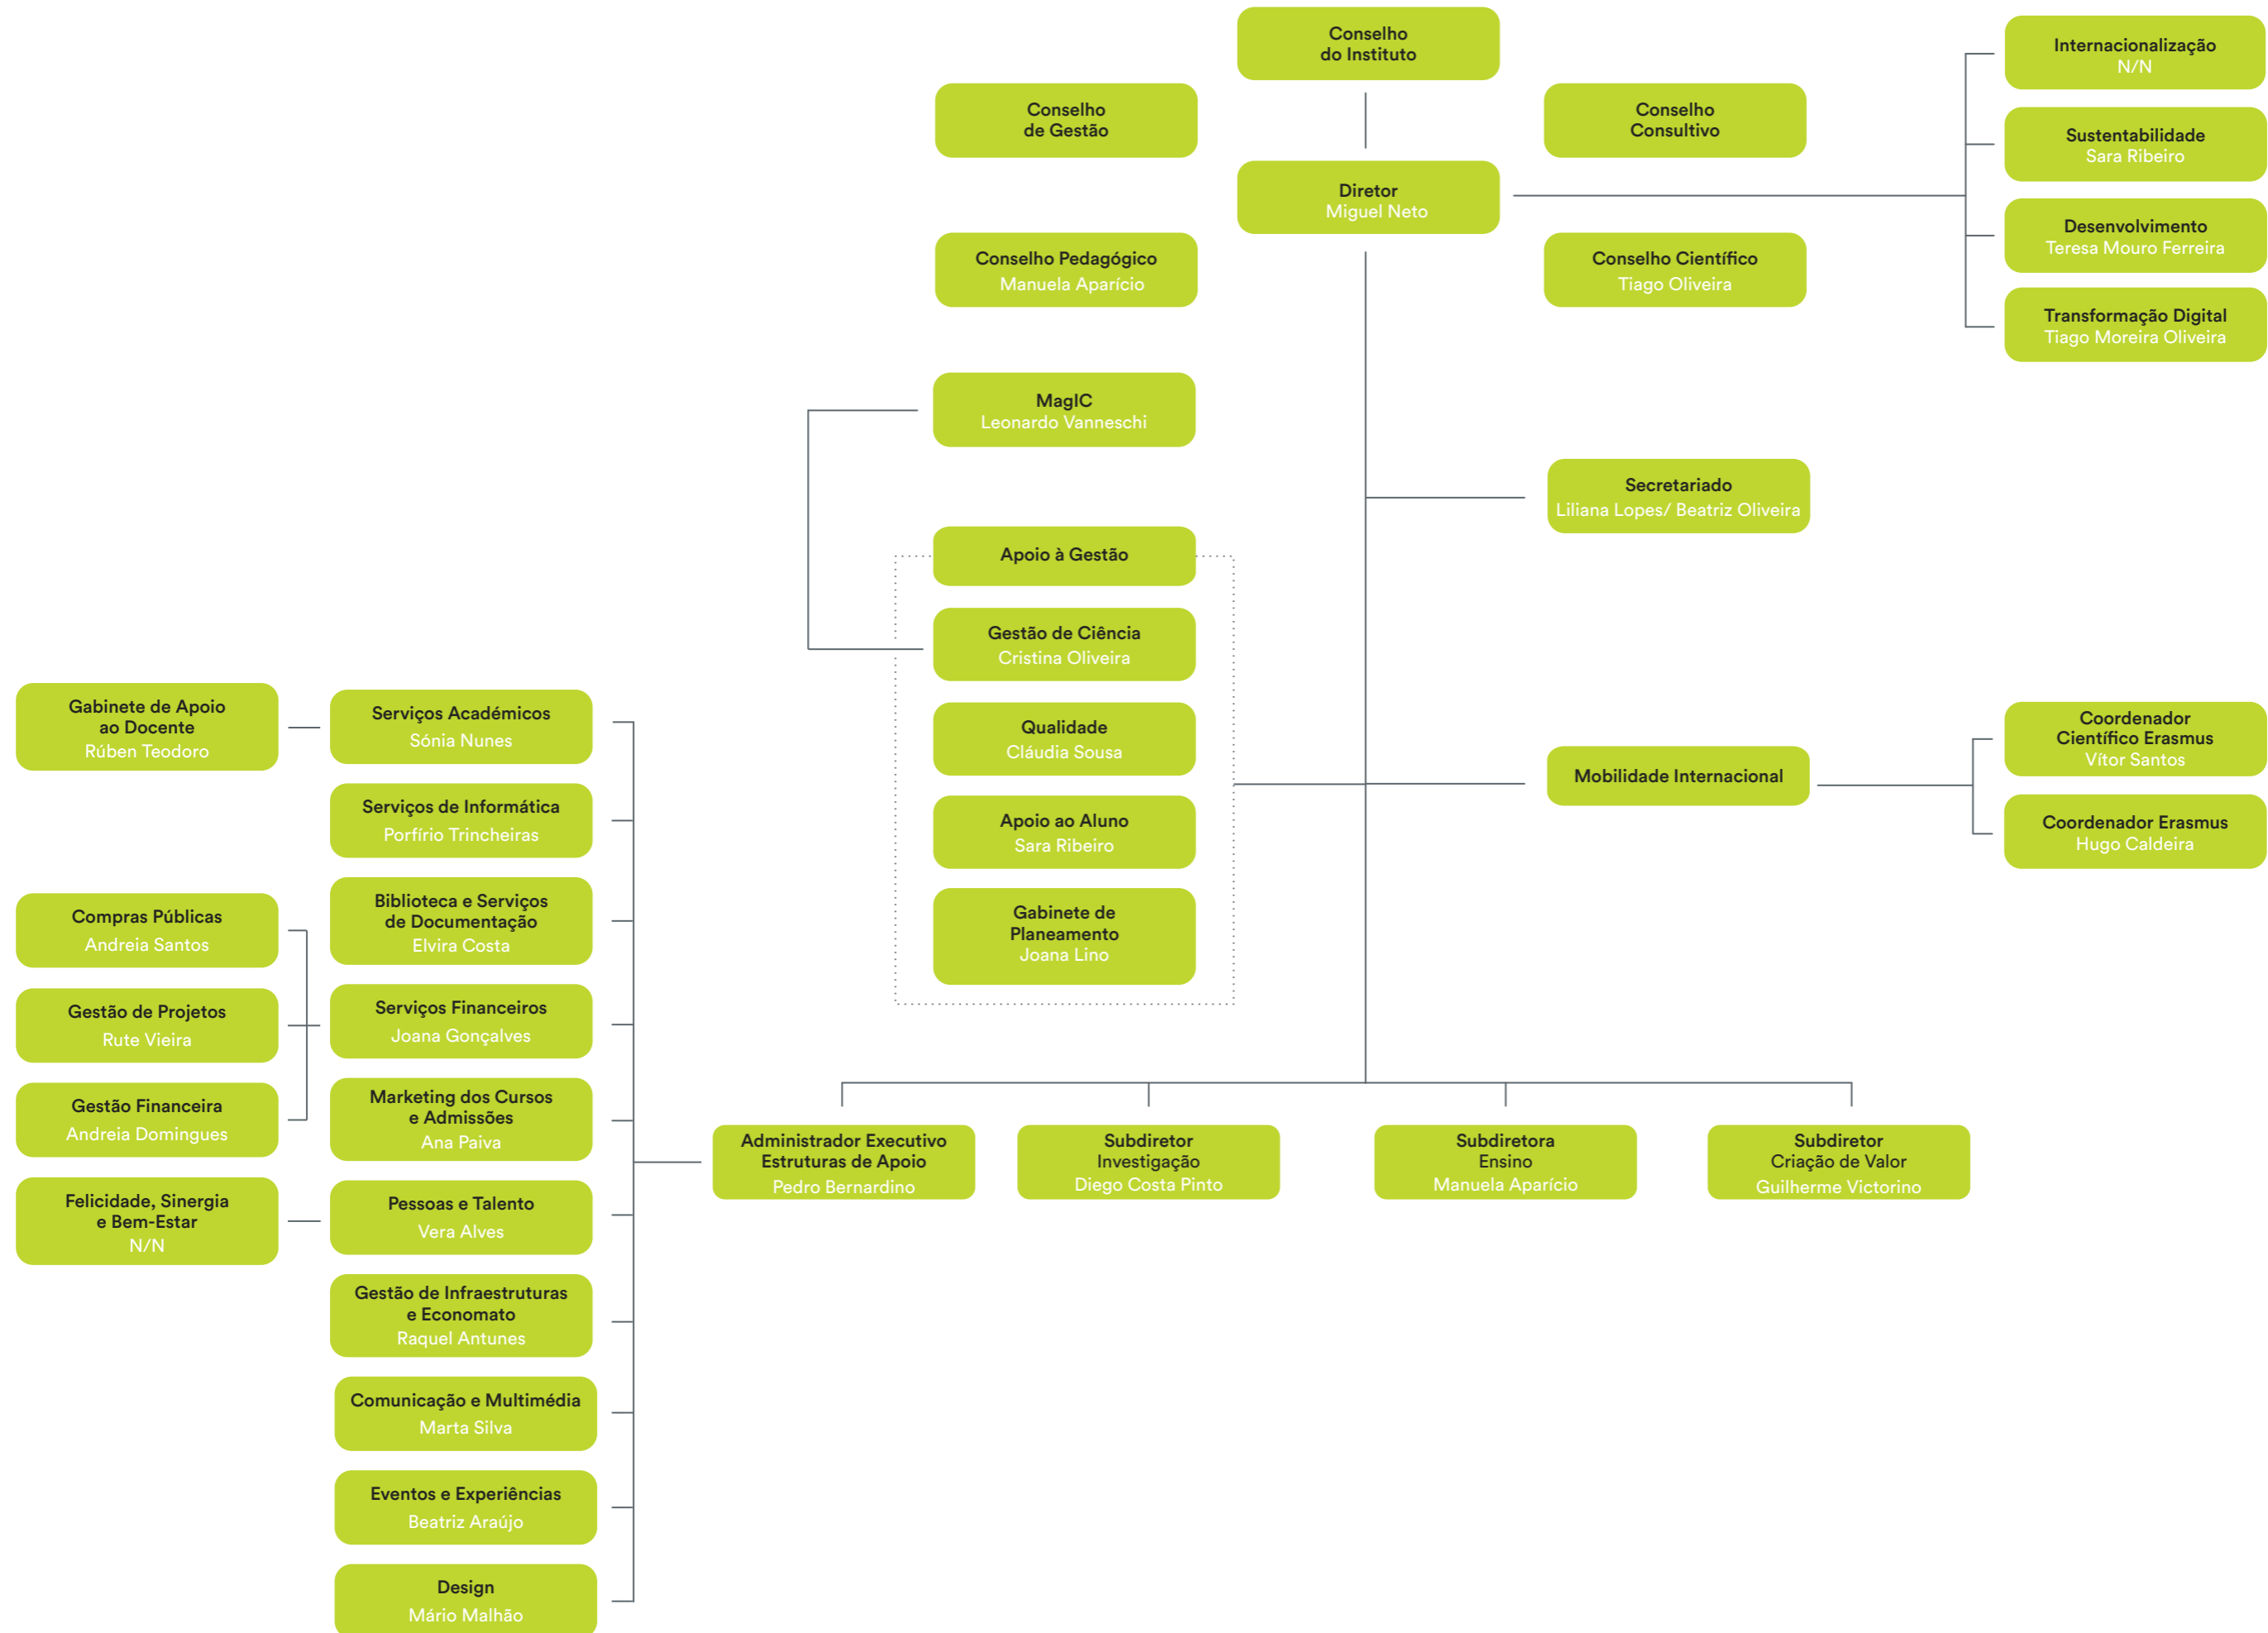 Conselho
do Instituto
Conselho
de Gestão
Conselho
Consultivo
Diretor
Miguel Neto
Conselho Pedagógico
Manuela Aparício
Conselho Científico
Tiago Oliveira
Internacionalização
N/N
Sustentabilidade
Sara Ribeiro
Desenvolvimento
Teresa Mouro Ferreira
Transformação Digital
Tiago Moreira Oliveira
MagIC
Leonardo Vanneschi
Secretariado
Liliana Lopes/ Beatriz Oliveira
Apoio à Gestão
Gestão de Ciência
Cristina Oliveira
Qualidade
Cláudia Sousa
Apoio ao Aluno
Sara Ribeiro
Gabinete de
Planeamento
Joana Lino
Mobilidade Internacional
Coordenador
Científico Erasmus
Vítor Santos
Coordenador Erasmus
Hugo Caldeira
Administrador Executivo
Estruturas de Apoio
Pedro Bernardino
Subdiretor
Investigação
Diego Costa Pinto
Subdiretora
Ensino
Manuela Aparício
Subdiretor
Criação de Valor
Guilherme Victorino
Serviços Académicos
Sónia Nunes
Gabinete de Apoio
ao Docente
Rúben Teodoro
Serviços de Informática
Porfírio Trincheiras
Biblioteca e Serviços
de Documentação
Elvira Costa
Serviços Financeiros
Joana Gonçalves
Compras Públicas
Andreia Santos
Gestão de Projetos
Rute Vieira
Gestão Financeira
Andreia Domingues
Marketing dos Cursos
e Admissões
Ana Paiva
Pessoas e Talento
Vera Alves
Felicidade, Sinergia
e Bem-Estar
N/N
Gestão de Infraestruturas
e Economato
Raquel Antunes
Comunicação e Multimédia
Marta Silva
Eventos e Experiências
Beatriz Araújo
Design
Mário Malhão